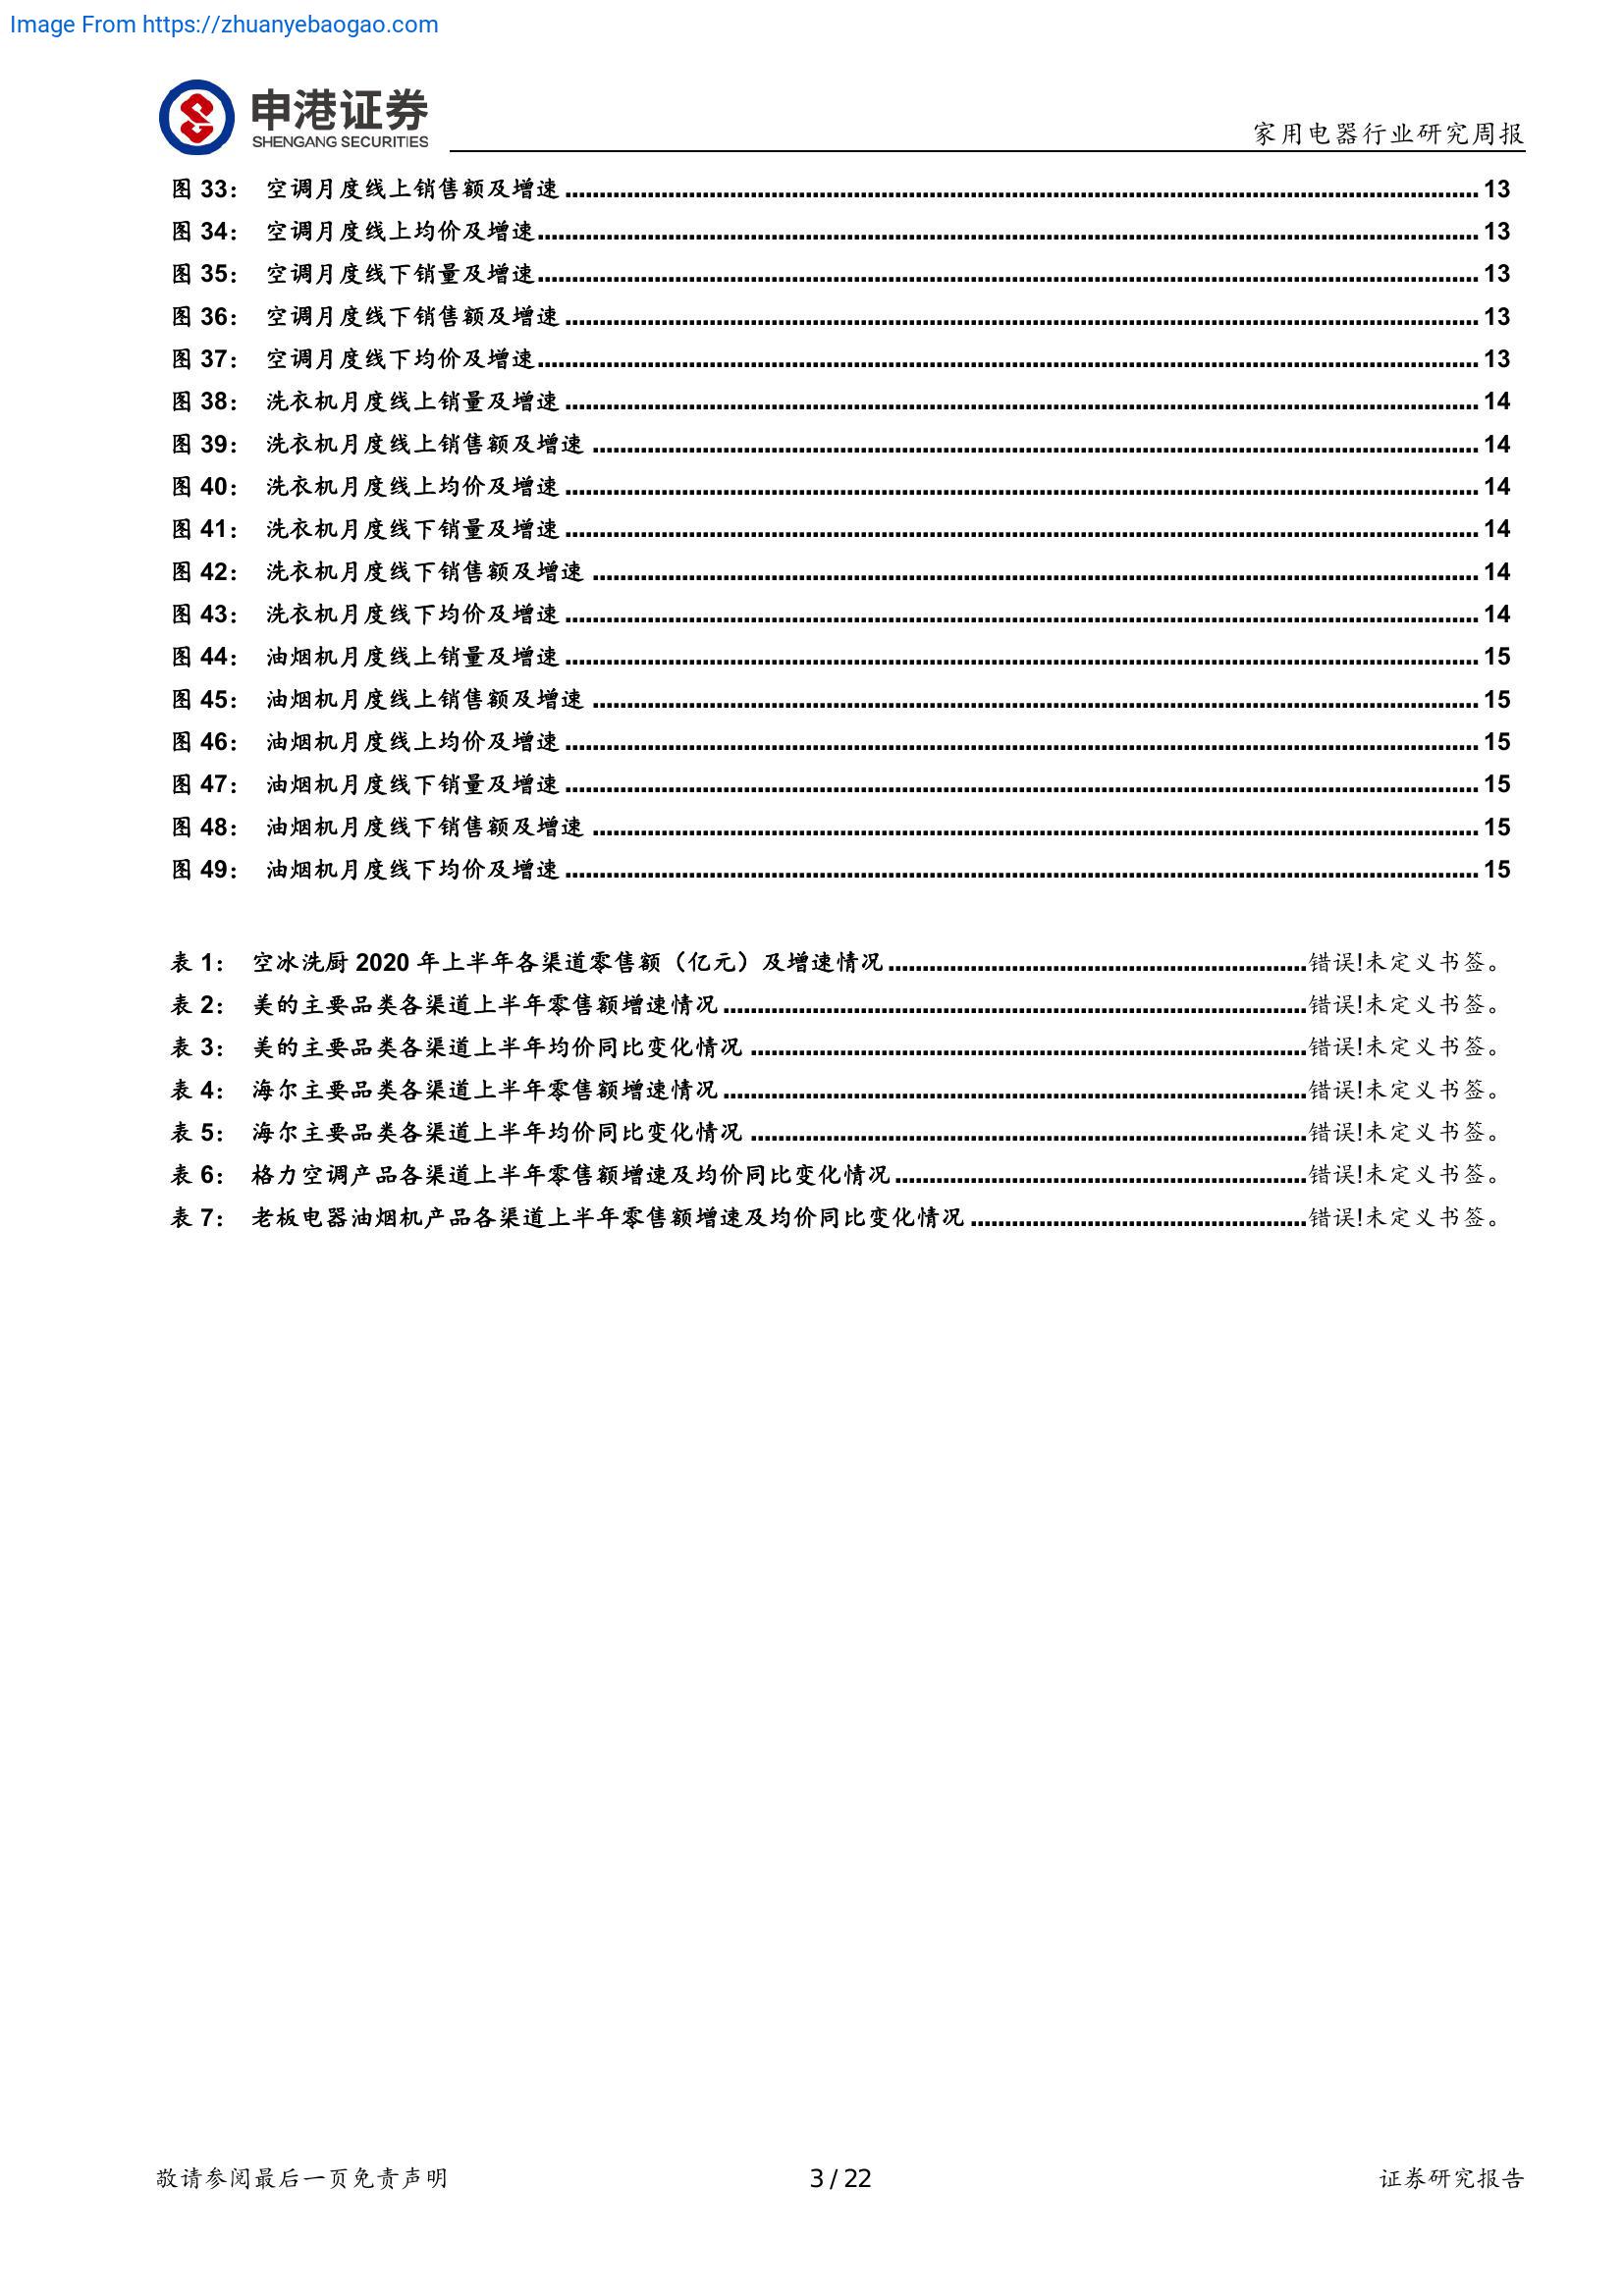 Image From https://zhuanyebaogao.com
申港证券
SHENGANG SECURITIES
家用电器行业研究周报
图 33： 空调月度线上销售额及增速 13
图 34： 空调月度线上均价及增速 13
图 35： 空调月度线下销量及增速 13
图 36： 空调月度线下销售额及增速 13
图 37： 空调月度线下均价及增速 13
图 38： 洗衣机月度线上销量及增速 14
图 39： 洗衣机月度线上销售额及增速 14
图 40： 洗衣机月度线上均价及增速 14
图 41： 洗衣机月度线下销量及增速 14
图 42： 洗衣机月度线下销售额及增速 14
图 43： 洗衣机月度线下均价及增速 14
图 44： 油烟机月度线上销量及增速 15
图 45： 油烟机月度线上销售额及增速 15
图 46： 油烟机月度线上均价及增速 15
图 47： 油烟机月度线下销量及增速 15
图 48： 油烟机月度线下销售额及增速 15
图 49： 油烟机月度线下均价及增速 15
表 1： 空冰洗厨 2020 年上半年各渠道零售额（亿元）及增速情况 错误!未定义书签。
表 2： 美的主要品类各渠道上半年零售额增速情况 错误!未定义书签。
表 3： 美的主要品类各渠道上半年均价同比变化情况 错误!未定义书签。
表 4： 海尔主要品类各渠道上半年零售额增速情况 错误!未定义书签。
表 5： 海尔主要品类各渠道上半年均价同比变化情况 错误!未定义书签。
表 6： 格力空调产品各渠道上半年零售额增速及均价同比变化情况 错误!未定义书签。
表 7： 老板电器油烟机产品各渠道上半年零售额增速及均价同比变化情况 错误!未定义书签。
敬请参阅最后一页免责声明 3 / 22 证券研究报告